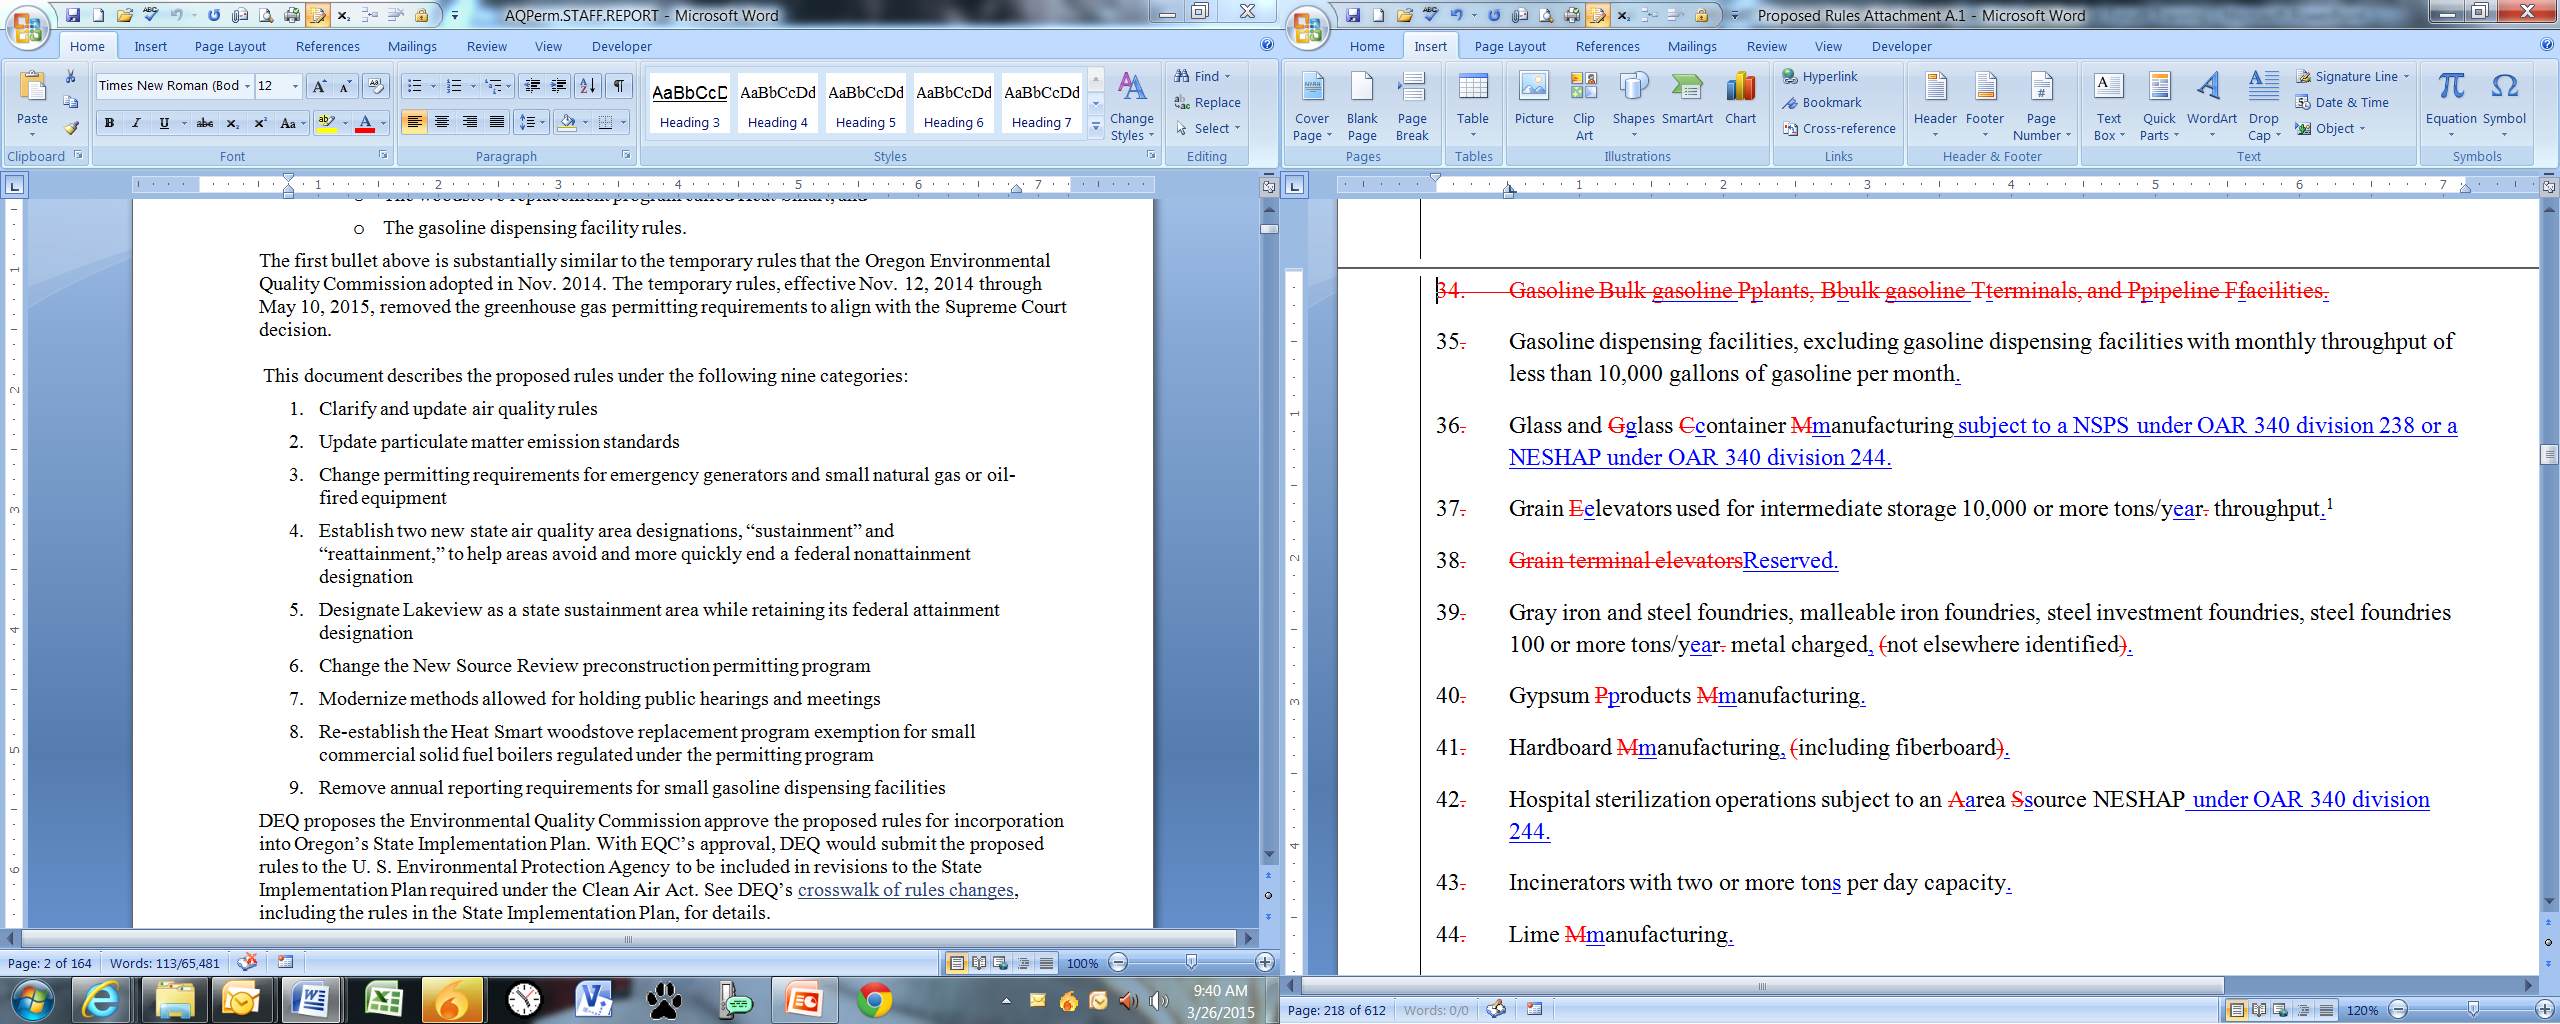 AQPerm.STAFF.REPORT - Microsoft Word
Home Insert Page Layout References Mailings Review View Developer
Paste
Times New Roman (Bod 12
AaBbCcD AaBbCcDd AaBbCcDd AaBbCcDd AaBbCcDd
Heading 3 Heading 4 Heading 5 Heading 6 Heading 7
Change Styles
Find
Replace
Select
Clipboard Font Paragraph Styles Editing
1 2 3 4 5 6 7
The woodstove replacement program called Heat Smart; and
o The gasoline dispensing facility rules.
The first bullet above is substantially similar to the temporary rules that the Oregon Environmental
Quality Commission adopted in Nov. 2014. The temporary rules, effective Nov. 12, 2014 through
May 10, 2015, removed the greenhouse gas permitting requirements to align with the Supreme Court
decision.
This document describes the proposed rules under the following nine categories:
1. Clarify and update air quality rules
2. Update particulate matter emission standards
3. Change permitting requirements for emergency generators and small natural gas or oil-
fired equipment
4. Establish two new state air quality area designations, “sustainment” and
“reattainment,” to help areas avoid and more quickly end a federal nonattainment
designation
5. Designate Lakeview as a state sustainment area while retaining its federal attainment
designation
6. Change the New Source Review preconstruction permitting program
7. Modernize methods allowed for holding public hearings and meetings
8. Re-establish the Heat Smart woodstove replacement program exemption for small
commercial solid fuel boilers regulated under the permitting program
9. Remove annual reporting requirements for small gasoline dispensing facilities
DEQ proposes the Environmental Quality Commission approve the proposed rules for incorporation
into Oregon’s State Implementation Plan. With EQC’s approval, DEQ would submit the proposed
rules to the U. S. Environmental Protection Agency to be included in revisions to the State
Implementation Plan required under the Clean Air Act. See DEQ’s crosswalk of rules changes,
including the rules in the State Implementation Plan, for details.
Page: 2 of 164 Words: 113/65,481 100%
9:40 AM
3/26/2015
Proposed Rules Attachment A.1 - Microsoft Word
Home Insert Page Layout References Mailings Review View Developer
Cover Page Blank Page Page Break
Table
Picture Clip Art Shapes SmartArt Chart
Hyperlink
Bookmark
Cross-reference
Header Footer Page Number
Text Box Quick Parts WordArt Drop Cap
Signature Line
Date & Time
Object
Equation Symbol
Pages Tables Illustrations Links Header & Footer Text Symbols
1 2 3 4 5 6 7
34. Gasoline Bulk gasoline Pplants, Bbulk gasoline Tterminals, and Ppipeline Ffacilities.
35. Gasoline dispensing facilities, excluding gasoline dispensing facilities with monthly throughput of
less than 10,000 gallons of gasoline per month.
36. Glass and Gglass Ccontainer Mmanufacturing subject to a NSPS under OAR 340 division 238 or a
NESHAP under OAR 340 division 244.
37. Grain Eelevators used for intermediate storage 10,000 or more tons/year. throughput.1
38. Grain terminal elevatorsReserved.
39. Gray iron and steel foundries, malleable iron foundries, steel investment foundries, steel foundries
100 or more tons/year. metal charged, (not elsewhere identified).
40. Gypsum Pproducts Mmanufacturing.
41. Hardboard Mmanufacturing, (including fiberboard).
42. Hospital sterilization operations subject to an Aarea Ssource NESHAP under OAR 340 division
244.
43. Incinerators with two or more tons per day capacity.
44. Lime Mmanufacturing.
Page: 218 of 612 Words: 0/0 120%